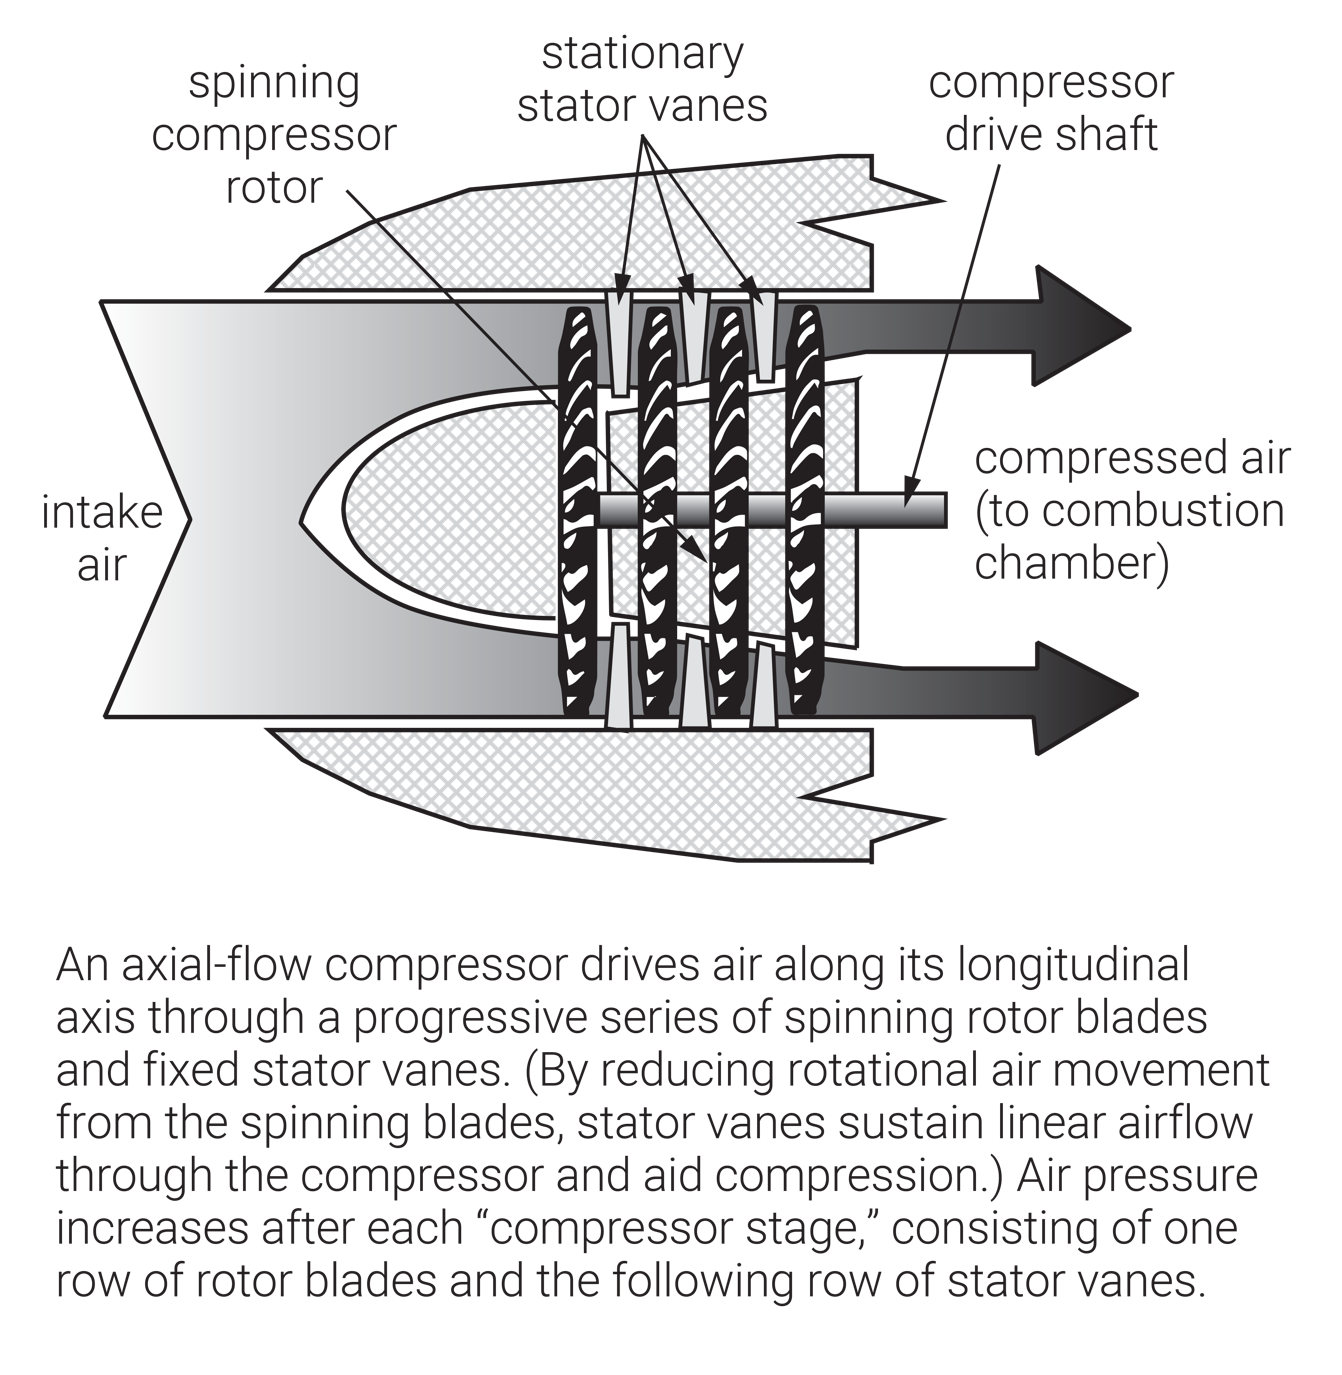 stationary
stator vanes
spinning
compressor
rotor
compressor
drive shaft
intake
air
compressed air
(to combustion
chamber)
An axial-flow compressor drives air along its longitudinal
axis through a progressive series of spinning rotor blades
and fixed stator vanes. (By reducing rotational air movement
from the spinning blades, stator vanes sustain linear airflow
through the compressor and aid compression.) Air pressure
increases after each “compressor stage,” consisting of one
row of rotor blades and the following row of stator vanes.